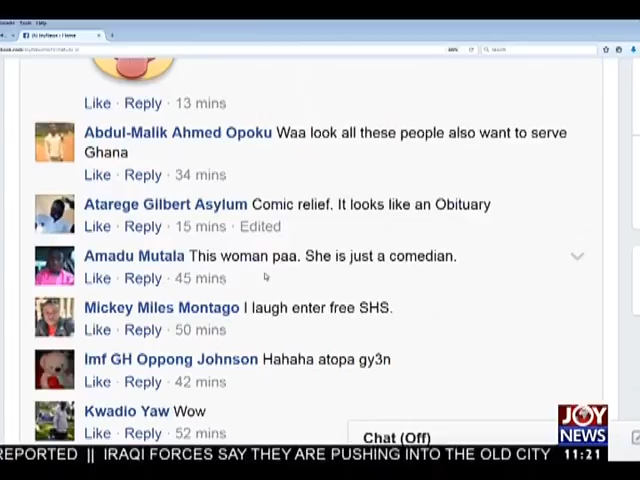 Tools Help
Home
Search
Like · Reply · 13 mins
Abdul-Malik Ahmed Opoku Waa look all these people also want to serve
Ghana
Like · Reply · 34 mins
Atarege Gilbert Asylum Comic relief. It looks like an Obituary
Like · Reply · 15 mins · Edited
Amadu Mutala This woman paa. She is just a comedian.
Like · Reply · 45 mins
Mickey Miles Montago I laugh enter free SHS.
Like · Reply · 50 mins
Imf GH Oppong Johnson Hahaha atopa gy3n
Like · Reply · 42 mins
Kwadio Yaw Wow
Like · Reply · 52 mins
Chat (Off)
JOY
NEWS
REPORTED || IRAQI FORCES SAY THEY ARE PUSHING INTO THE OLD CITY
11:21